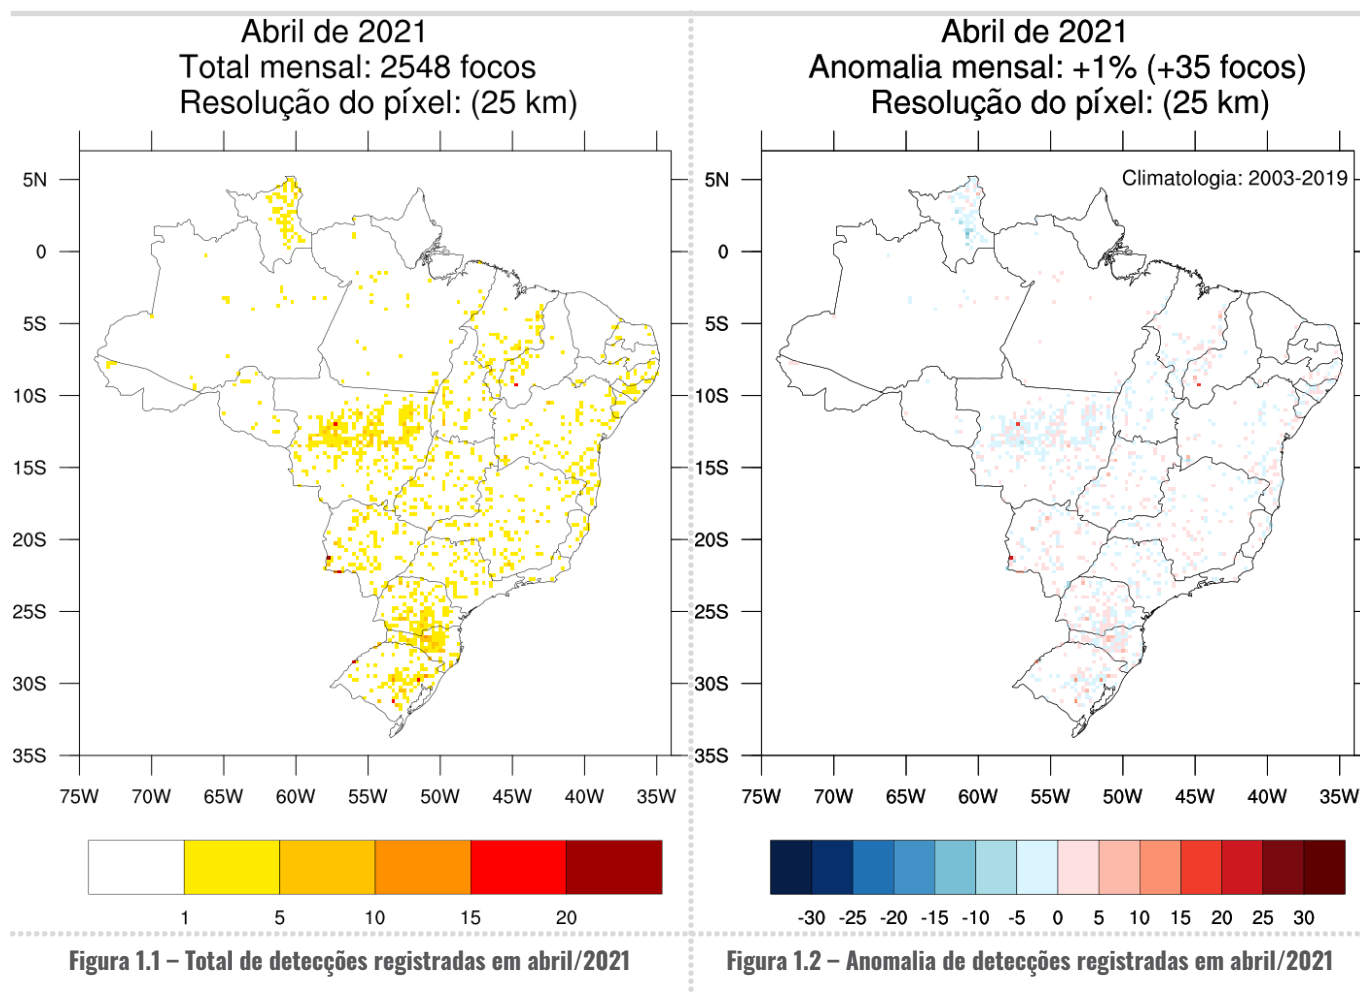 Abril de 2021
Total mensal: 2548 focos
Resolução do píxel: (25 km)
5N
0
5S
10S
15S
20S
25S
30S
35S
75W 70W 65W 60W 55W 50W 45W 40W 35W
1 5 10 15 20
Figura 1.1 – Total de detecções registradas em abril/2021
Abril de 2021
Anomalia mensal: +1% (+35 focos)
Resolução do píxel: (25 km)
Climatologia: 2003-2019
5N
0
5S
10S
15S
20S
25S
30S
35S
75W 70W 65W 60W 55W 50W 45W 40W 35W
-30 -25 -20 -15 -10 -5 0 5 10 15 20 25 30
Figura 1.2 – Anomalia de detecções registradas em abril/2021